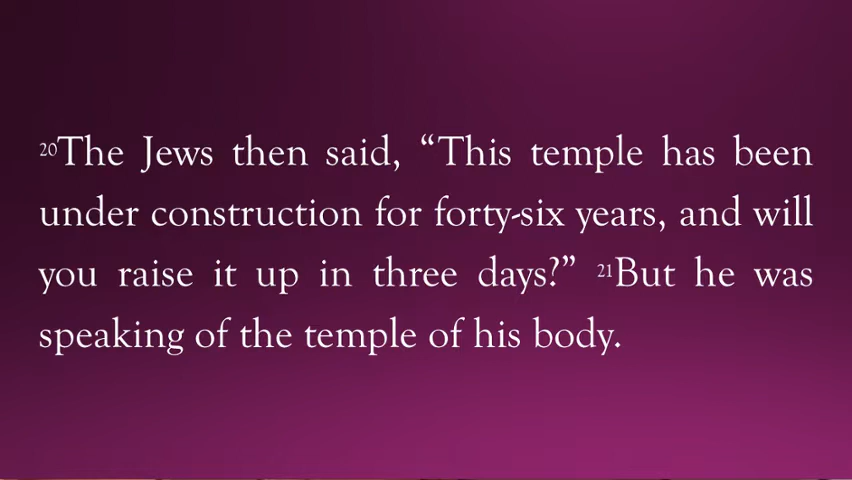 20The Jews then said, “This temple has been
under construction for forty-six years, and will
you raise it up in three days?” 21But he was
speaking of the temple of his body.